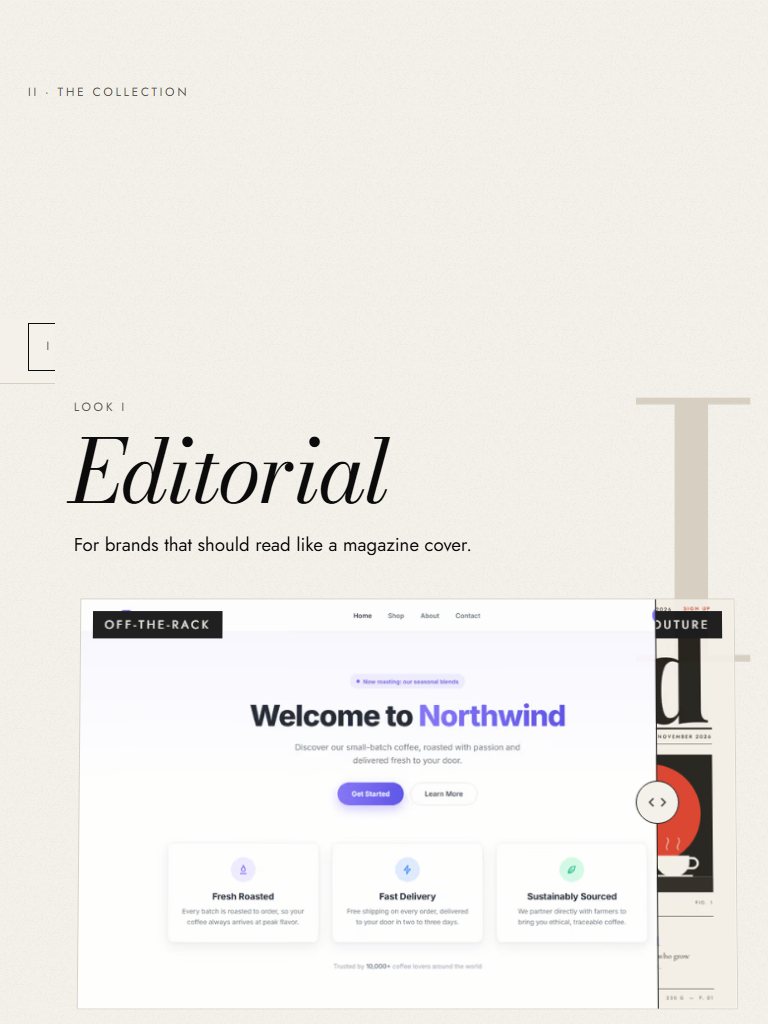 II · THE COLLECTION
I
LOOK I
I
Editorial
For brands that should read like a magazine cover.
OFF-THE-RACK
Home Shop About Contact
2026 SIGN UP
OUTURE
d
Now roasting: our seasonal blends
Welcome to Northwind
NOVEMBER 2026
Discover our small-batch coffee, roasted with passion and
delivered fresh to your door.
Get Started Learn More
Fresh Roasted
Every batch is roasted to order, so your
coffee always arrives at peak flavor.
Fast Delivery
Free shipping on every order, delivered
to your door in two to three days.
Sustainably Sourced
We partner directly with farmers to
bring you ethical, traceable coffee.
FIG. 1
who grow
Trusted by 10,000+ coffee lovers around the world
P. 01